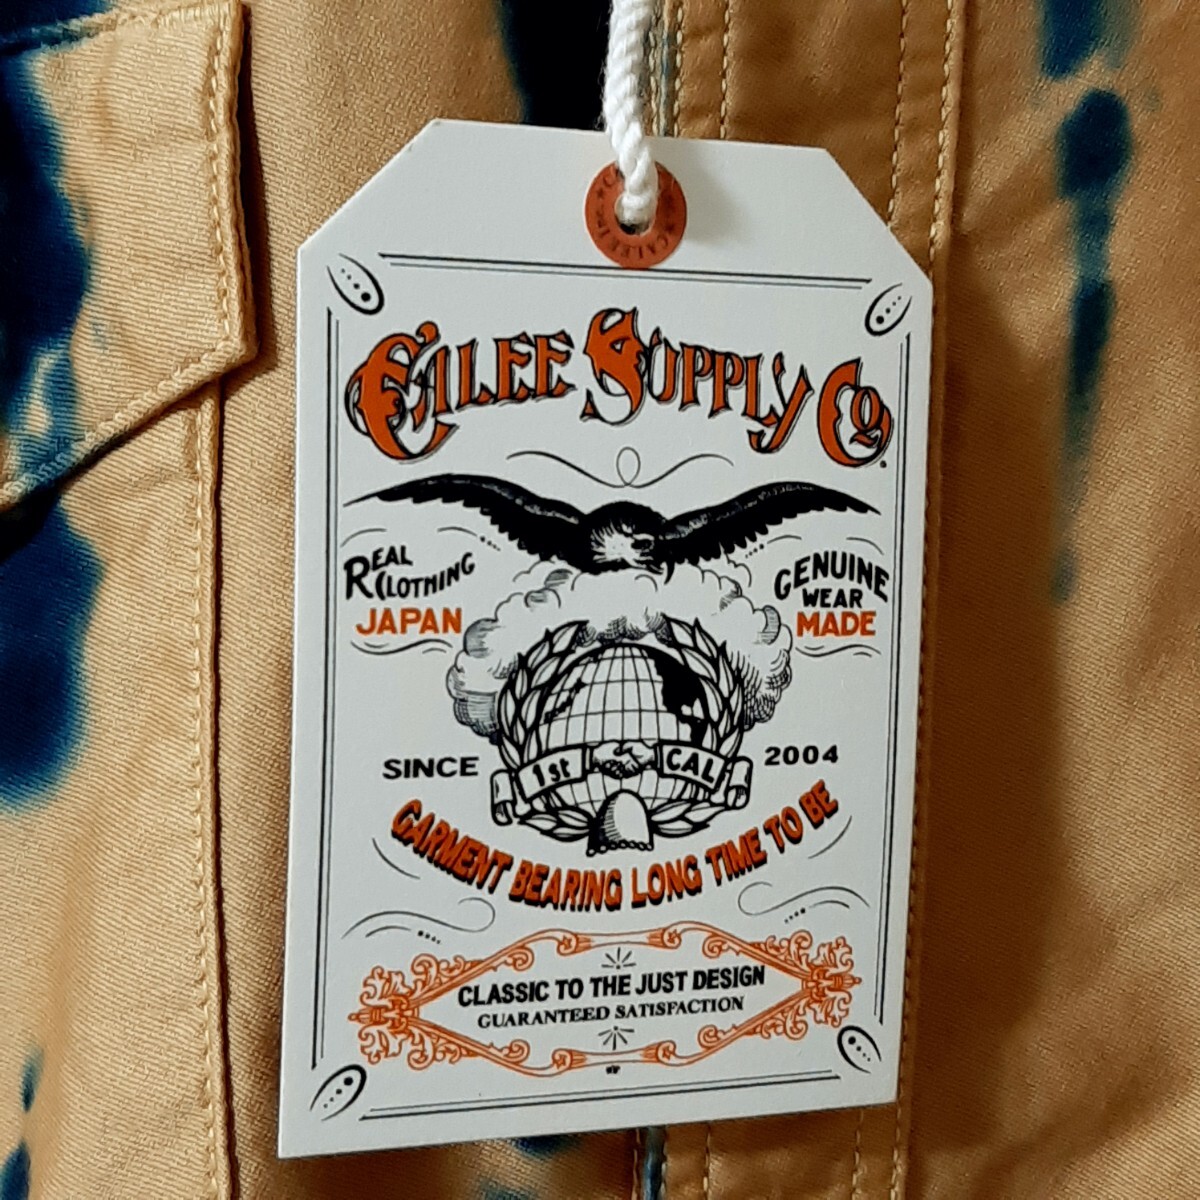 CALEE
CALEE SUPPLY CO.
REAL
CLOTHING
JAPAN
GENUINE
WEAR
MADE
SINCE
1st
CAL
2004
GARMENT BEARING LONG TIME TO BE
CLASSIC TO THE JUST DESIGN
GUARANTEED SATISFACTION